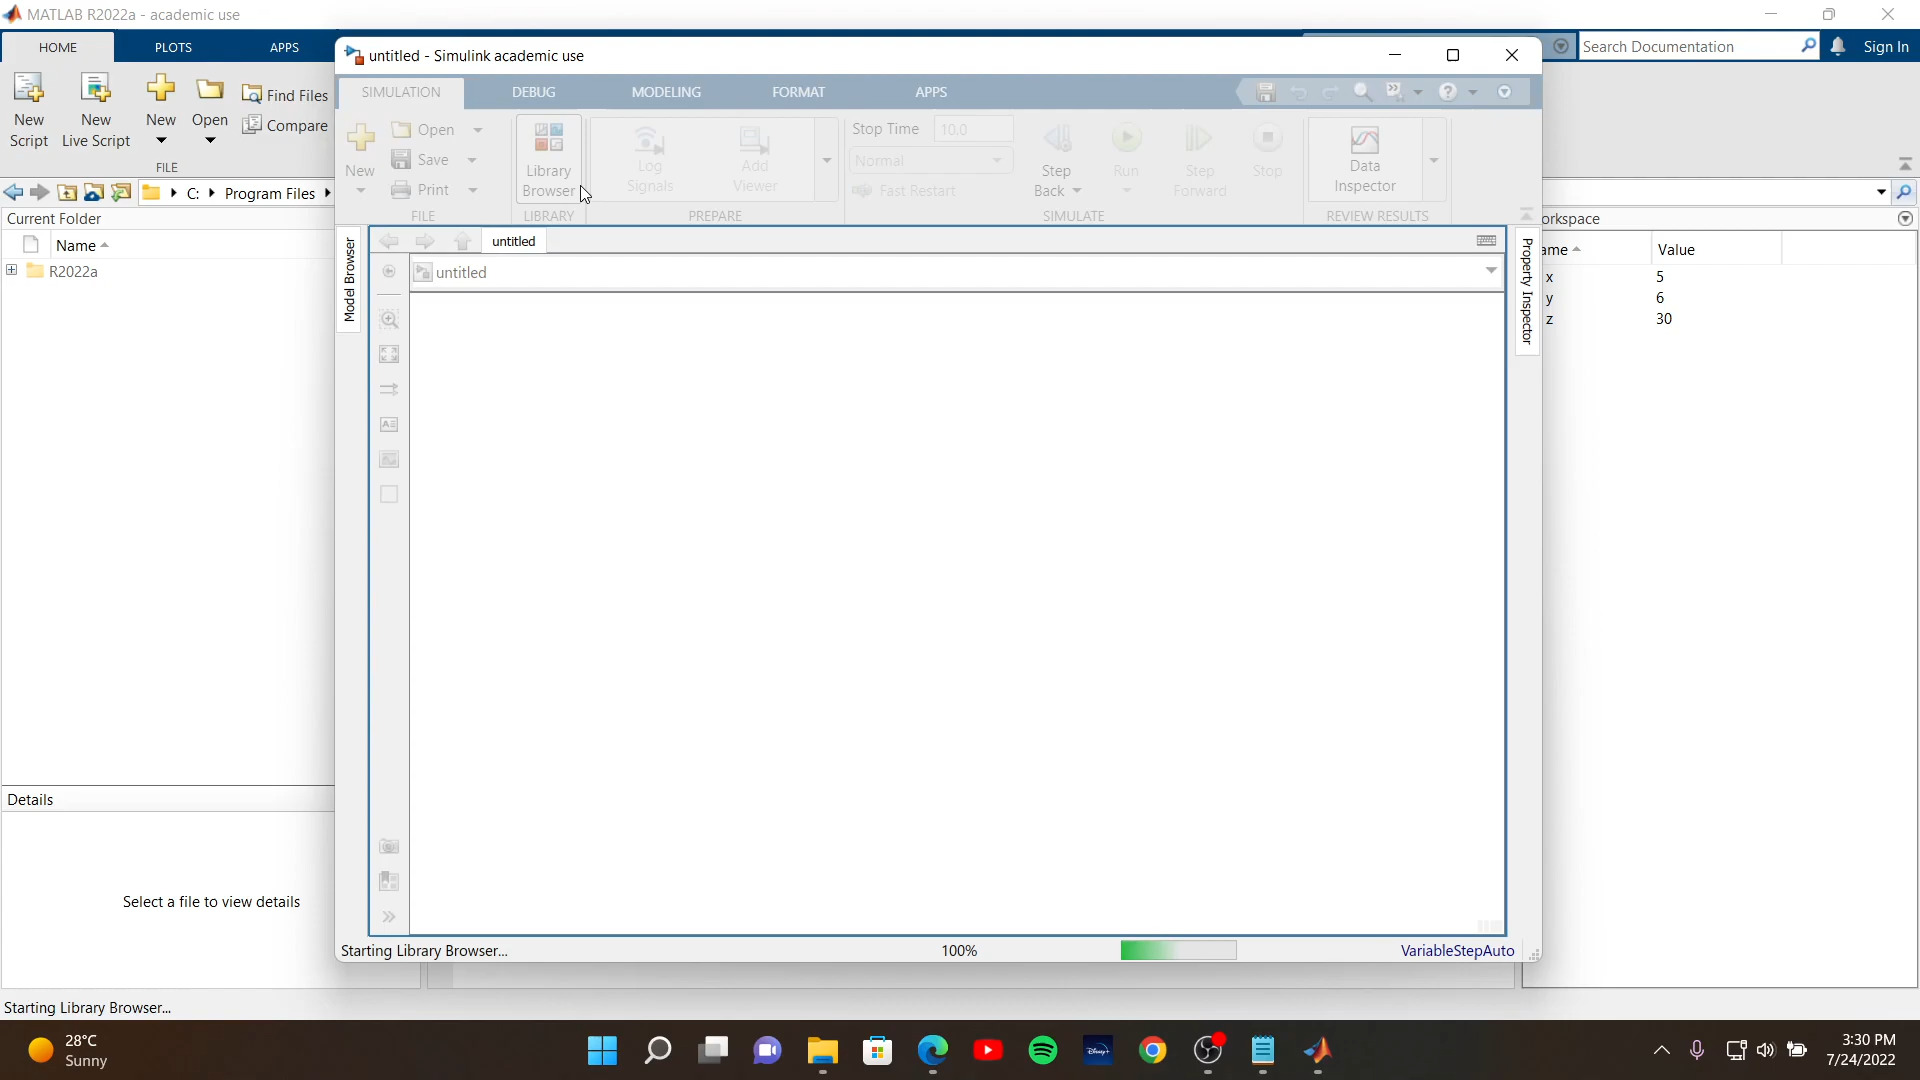 MATLAB R2022a - academic use
HOME PLOTS APPS
Search Documentation
Sign In
New Script
New Live Script
New
Open
Find Files
Compare
FILE
C: Program Files
Current Folder
Name
R2022a
Details
Select a file to view details
Starting Library Browser...
untitled - Simulink academic use
SIMULATION DEBUG MODELING FORMAT APPS
New
Open
Save
Print
FILE
Library Browser
LIBRARY
Log Signals
Add Viewer
PREPARE
Stop Time 10.0
Normal
Fast Restart
Step Back
Run
Step Forward
Stop
SIMULATE
Data Inspector
REVIEW RESULTS
Model Browser
untitled
untitled
Property Inspector
Starting Library Browser... 100% VariableStepAuto
orkspace
ame Value
x 5
y 6
z 30
28°C
Sunny
Disney+
3:30 PM
7/24/2022